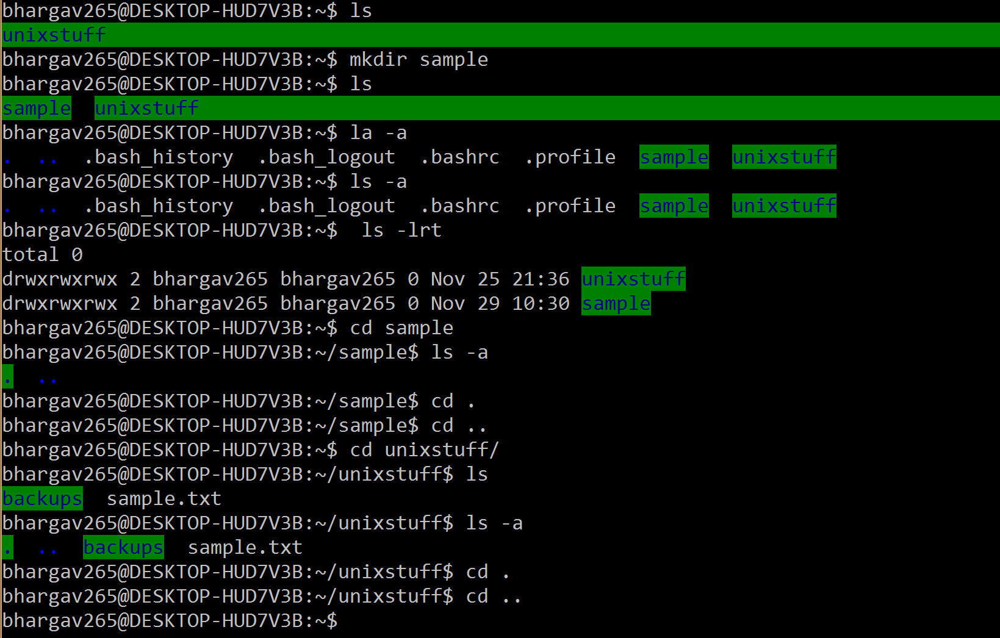 bhargav265@DESKTOP-HUD7V3B:~$ ls
unixstuff
bhargav265@DESKTOP-HUD7V3B:~$ mkdir sample
bhargav265@DESKTOP-HUD7V3B:~$ ls
sample  unixstuff
bhargav265@DESKTOP-HUD7V3B:~$ la -a
.  ..  .bash_history  .bash_logout  .bashrc  .profile  sample  unixstuff
bhargav265@DESKTOP-HUD7V3B:~$ ls -a
.  ..  .bash_history  .bash_logout  .bashrc  .profile  sample  unixstuff
bhargav265@DESKTOP-HUD7V3B:~$  ls -lrt
total 0
drwxrwxrwx 2 bhargav265 bhargav265 0 Nov 25 21:36 unixstuff
drwxrwxrwx 2 bhargav265 bhargav265 0 Nov 29 10:30 sample
bhargav265@DESKTOP-HUD7V3B:~$ cd sample
bhargav265@DESKTOP-HUD7V3B:~/sample$ ls -a
.  ..
bhargav265@DESKTOP-HUD7V3B:~/sample$ cd .
bhargav265@DESKTOP-HUD7V3B:~/sample$ cd ..
bhargav265@DESKTOP-HUD7V3B:~$ cd unixstuff/
bhargav265@DESKTOP-HUD7V3B:~/unixstuff$ ls
backups  sample.txt
bhargav265@DESKTOP-HUD7V3B:~/unixstuff$ ls -a
.  ..  backups  sample.txt
bhargav265@DESKTOP-HUD7V3B:~/unixstuff$ cd .
bhargav265@DESKTOP-HUD7V3B:~/unixstuff$ cd ..
bhargav265@DESKTOP-HUD7V3B:~$